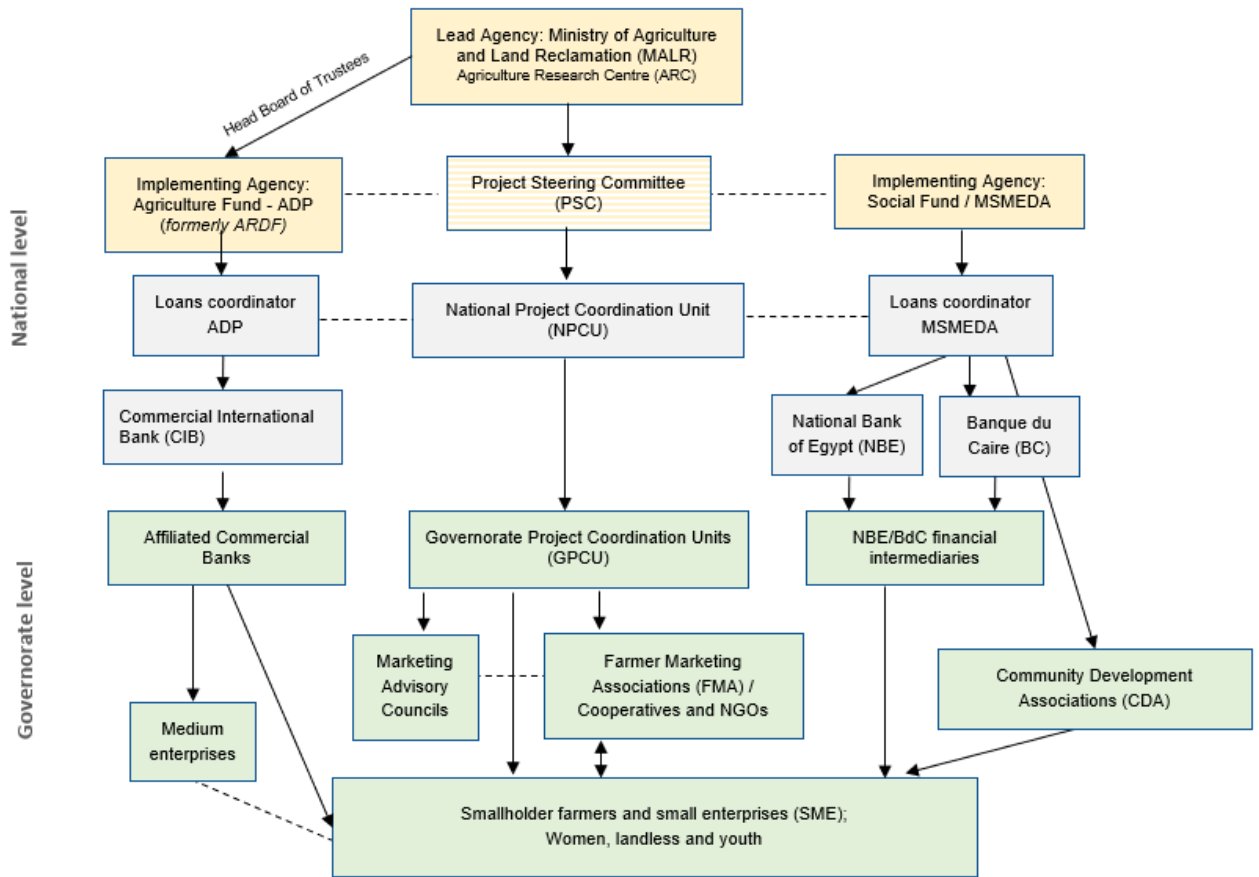 Lead Agency: Ministry of Agriculture
and Land Reclamation (MALR)
Agriculture Research Centre (ARC)
Head Board of Trustees
Implementing Agency:
Agriculture Fund - ADP
(formerly ARDF)
Project Steering Committee
(PSC)
Implementing Agency:
Social Fund / MSMEDA
National level
Loans coordinator
ADP
National Project Coordination Unit
(NPCU)
Loans coordinator
MSMEDA
Commercial International
Bank (CIB)
National Bank
of Egypt (NBE)
Banque du
Caire (BC)
Governorate level
Affiliated Commercial
Banks
Governorate Project Coordination Units
(GPCU)
NBE/BdC financial
intermediaries
Marketing
Advisory
Councils
Farmer Marketing
Associations (FMA) /
Cooperatives and NGOs
Community Development
Associations (CDA)
Medium
enterprises
Smallholder farmers and small enterprises (SME);
Women, landless and youth